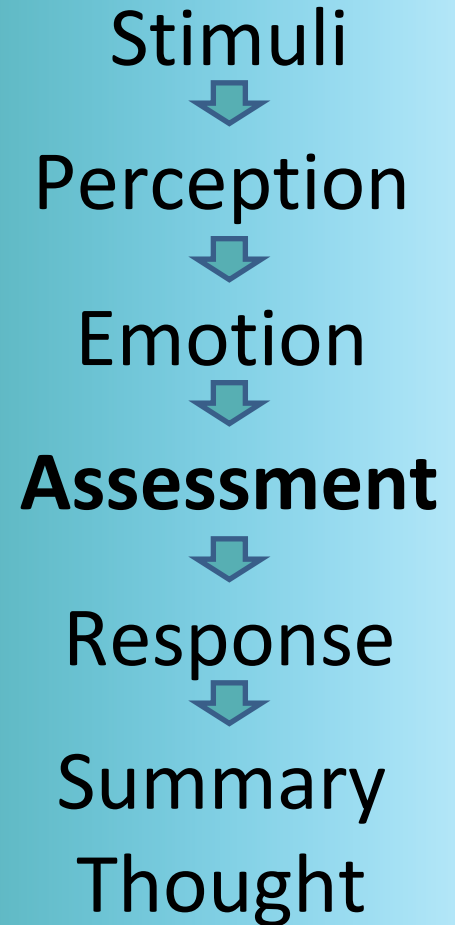 Stimuli
Perception
Emotion
Assessment
Response
Summary
Thought